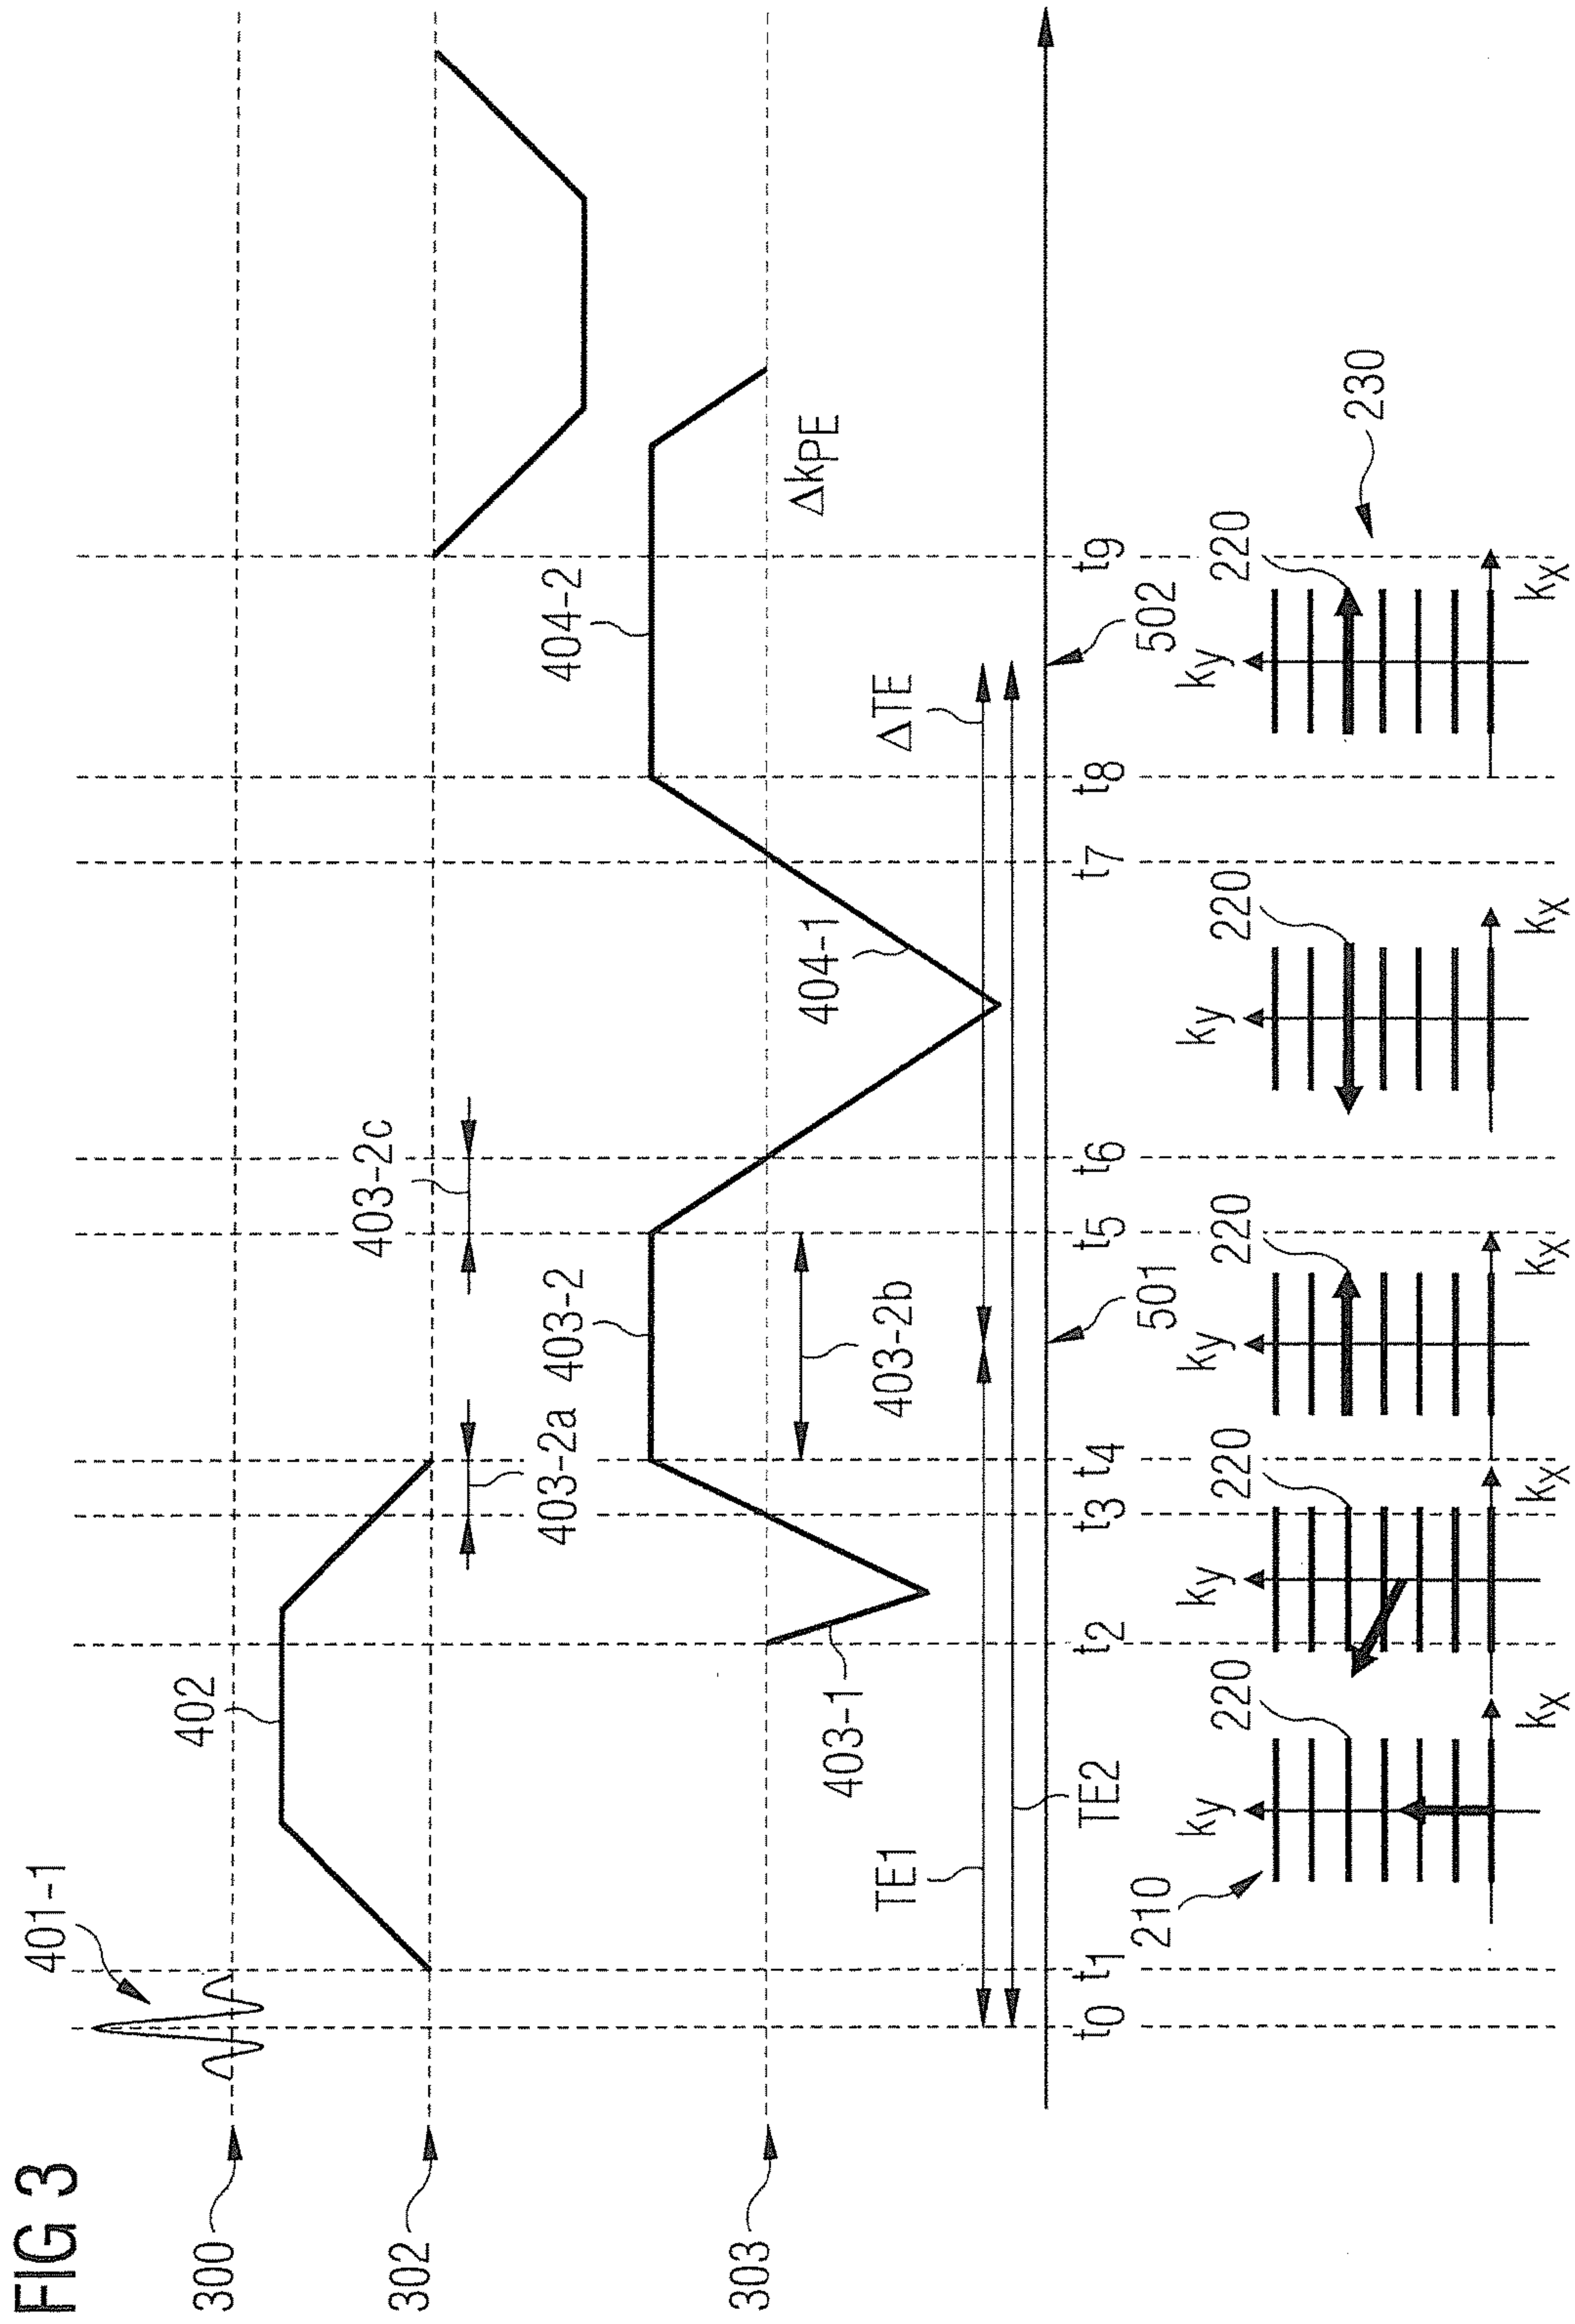 FIG 3
401-1
300
402
403-2c
302
403-2a
403-2
404-2
303
403-1
403-2b
404-1
ΔkPE
TE1
ΔTE
TE2
501
502
t0
t1
t2
t3
t4
t5
t6
t7
t8
t9
210
ky
220
kx
ky
220
kx
ky
220
kx
ky
220
kx
ky
220
kx
230